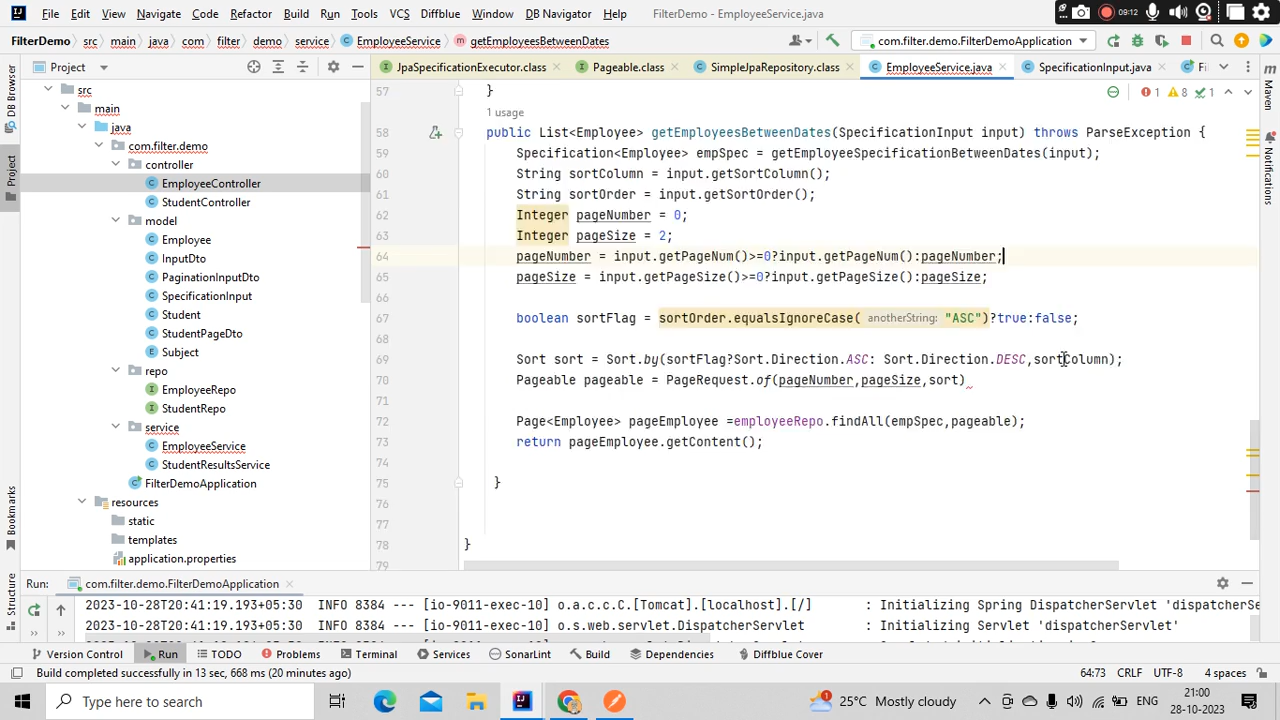 File Edit View Navigate Code Refactor Build Run Tools VCS Diffblue Window DB Navigator Help FilterDemo - EmployeeService.java 09:12
FilterDemo src main java com filter demo service EmployeeService getEmployeesBetweenDates com.filter.demo.FilterDemoApplication
Project JpaSpecificationExecutor.class Pageable.class SimpleJpaRepository.class EmployeeService.java SpecificationInput.java
DB Browser
Project
Bookmarks
Structure
Maven
Notifications
src
main
java
com.filter.demo
controller
EmployeeController
StudentController
model
Employee
InputDto
PaginationInputDto
SpecificationInput
Student
StudentPageDto
Subject
repo
EmployeeRepo
StudentRepo
service
EmployeeService
StudentResultsService
FilterDemoApplication
resources
static
templates
application.properties
1 8 1
57 }
1 usage
58 public List<Employee> getEmployeesBetweenDates(SpecificationInput input) throws ParseException {
59 Specification<Employee> empSpec = getEmployeeSpecificationBetweenDates(input);
60 String sortColumn = input.getSortColumn();
61 String sortOrder = input.getSortOrder();
62 Integer pageNumber = 0;
63 Integer pageSize = 2;
64 pageNumber = input.getPageNum()>=0?input.getPageNum():pageNumber;
65 pageSize = input.getPageSize()>=0?input.getPageSize():pageSize;
66
67 boolean sortFlag = sortOrder.equalsIgnoreCase( anotherString: "ASC")?true:false;
68
69 Sort sort = Sort.by(sortFlag?Sort.Direction.ASC: Sort.Direction.DESC,sortColumn);
70 Pageable pageable = PageRequest.of(pageNumber,pageSize,sort)
71
72 Page<Employee> pageEmployee =employeeRepo.findAll(empSpec,pageable);
73 return pageEmployee.getContent();
74
75 }
76
77
78 }
79
Run: com.filter.demo.FilterDemoApplication
2023-10-28T20:41:19.193+05:30 INFO 8384 --- [io-9011-exec-10] o.a.c.c.C.[Tomcat].[localhost].[/] : Initializing Spring DispatcherServlet 'dispatcherSe
2023-10-28T20:41:19.193+05:30 INFO 8384 --- [io-9011-exec-10] o.s.web.servlet.DispatcherServlet : Initializing Servlet 'dispatcherServlet'
Version Control Run TODO Problems Terminal Services SonarLint Build Dependencies Diffblue Cover
Build completed successfully in 13 sec, 668 ms (20 minutes ago) 64:73 CRLF UTF-8 4 spaces
Type here to search 25°C Mostly cloudy ENG 21:00
28-10-2023